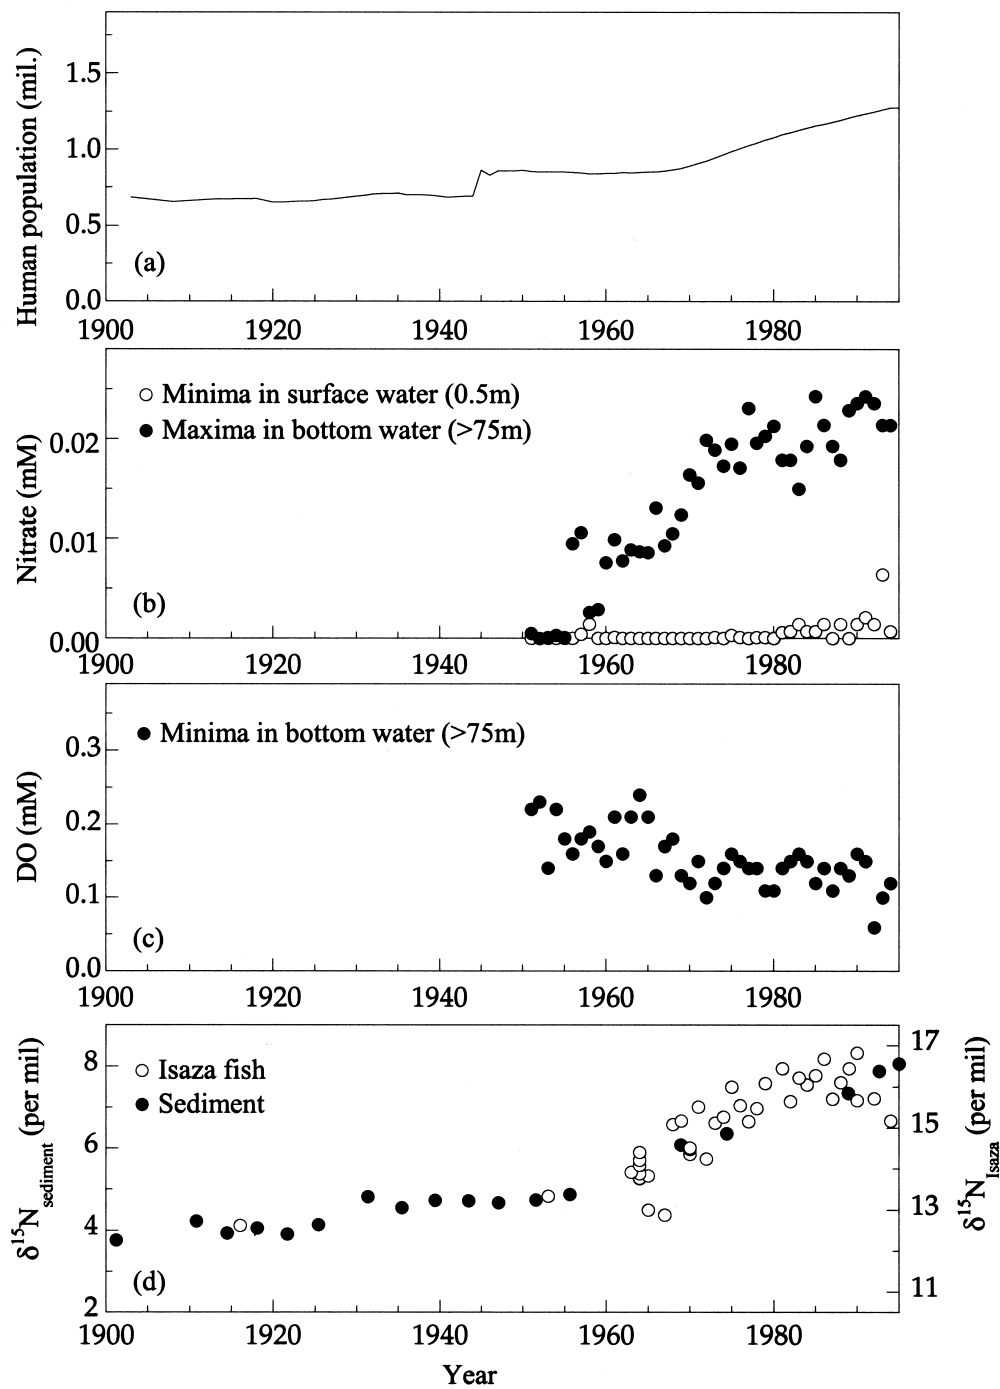 Human population (mil.)
1.5
1.0
0.5
0.0
(a)
1900 1920 1940 1960 1980
Nitrate (mM)
Minima in surface water (0.5m)
Maxima in bottom water (>75m)
0.02
0.01
0.00
(b)
1900 1920 1940 1960 1980
DO (mM)
Minima in bottom water (>75m)
0.3
0.2
0.1
0.0
(c)
1900 1920 1940 1960 1980
δ15Nsediment (per mil)
8
6
4
2
Isaza fish
Sediment
(d)
17
15
13
11
δ15NIsaza (per mil)
1900 1920 1940 1960 1980
Year